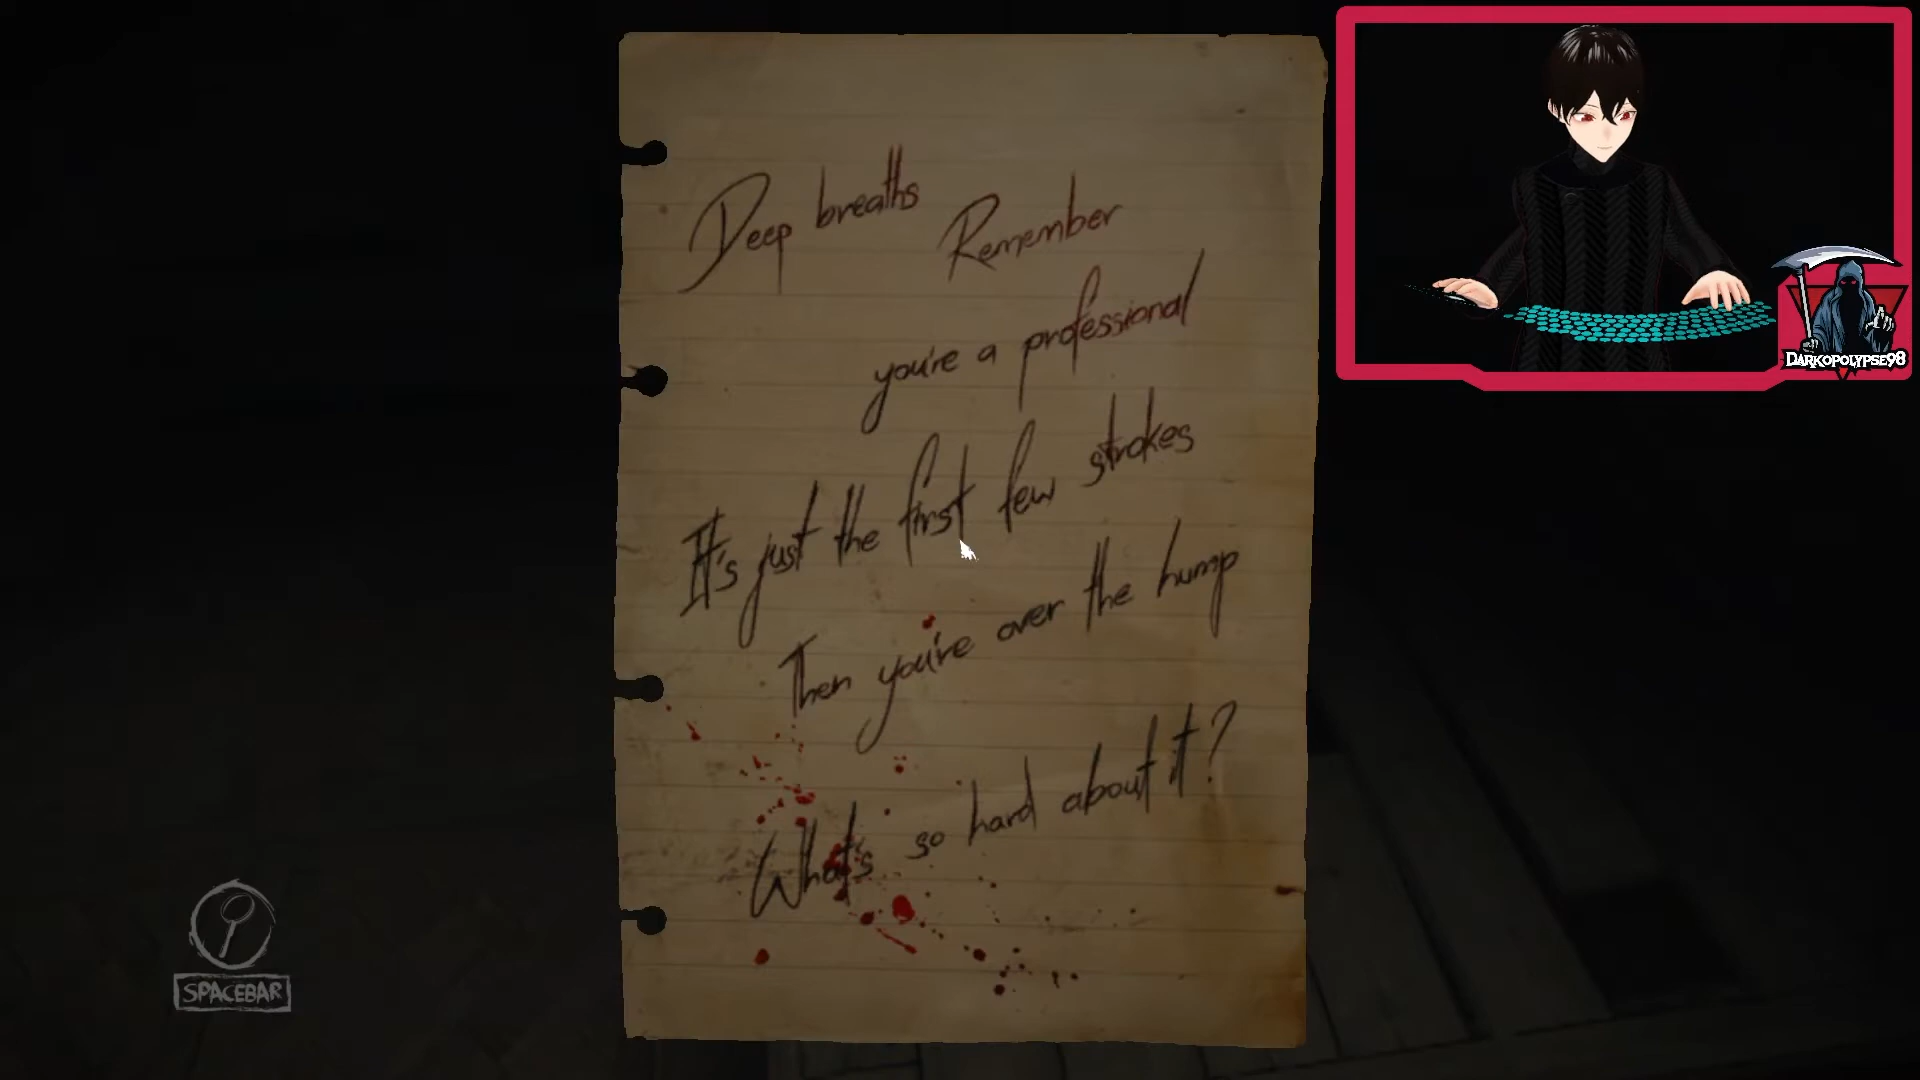 Deep breaths
Remember
you're a professional
It's just the first few strokes
Then you're over the hump
What's so hard about it?
SPACEBAR
DARKOPOLYPSE98